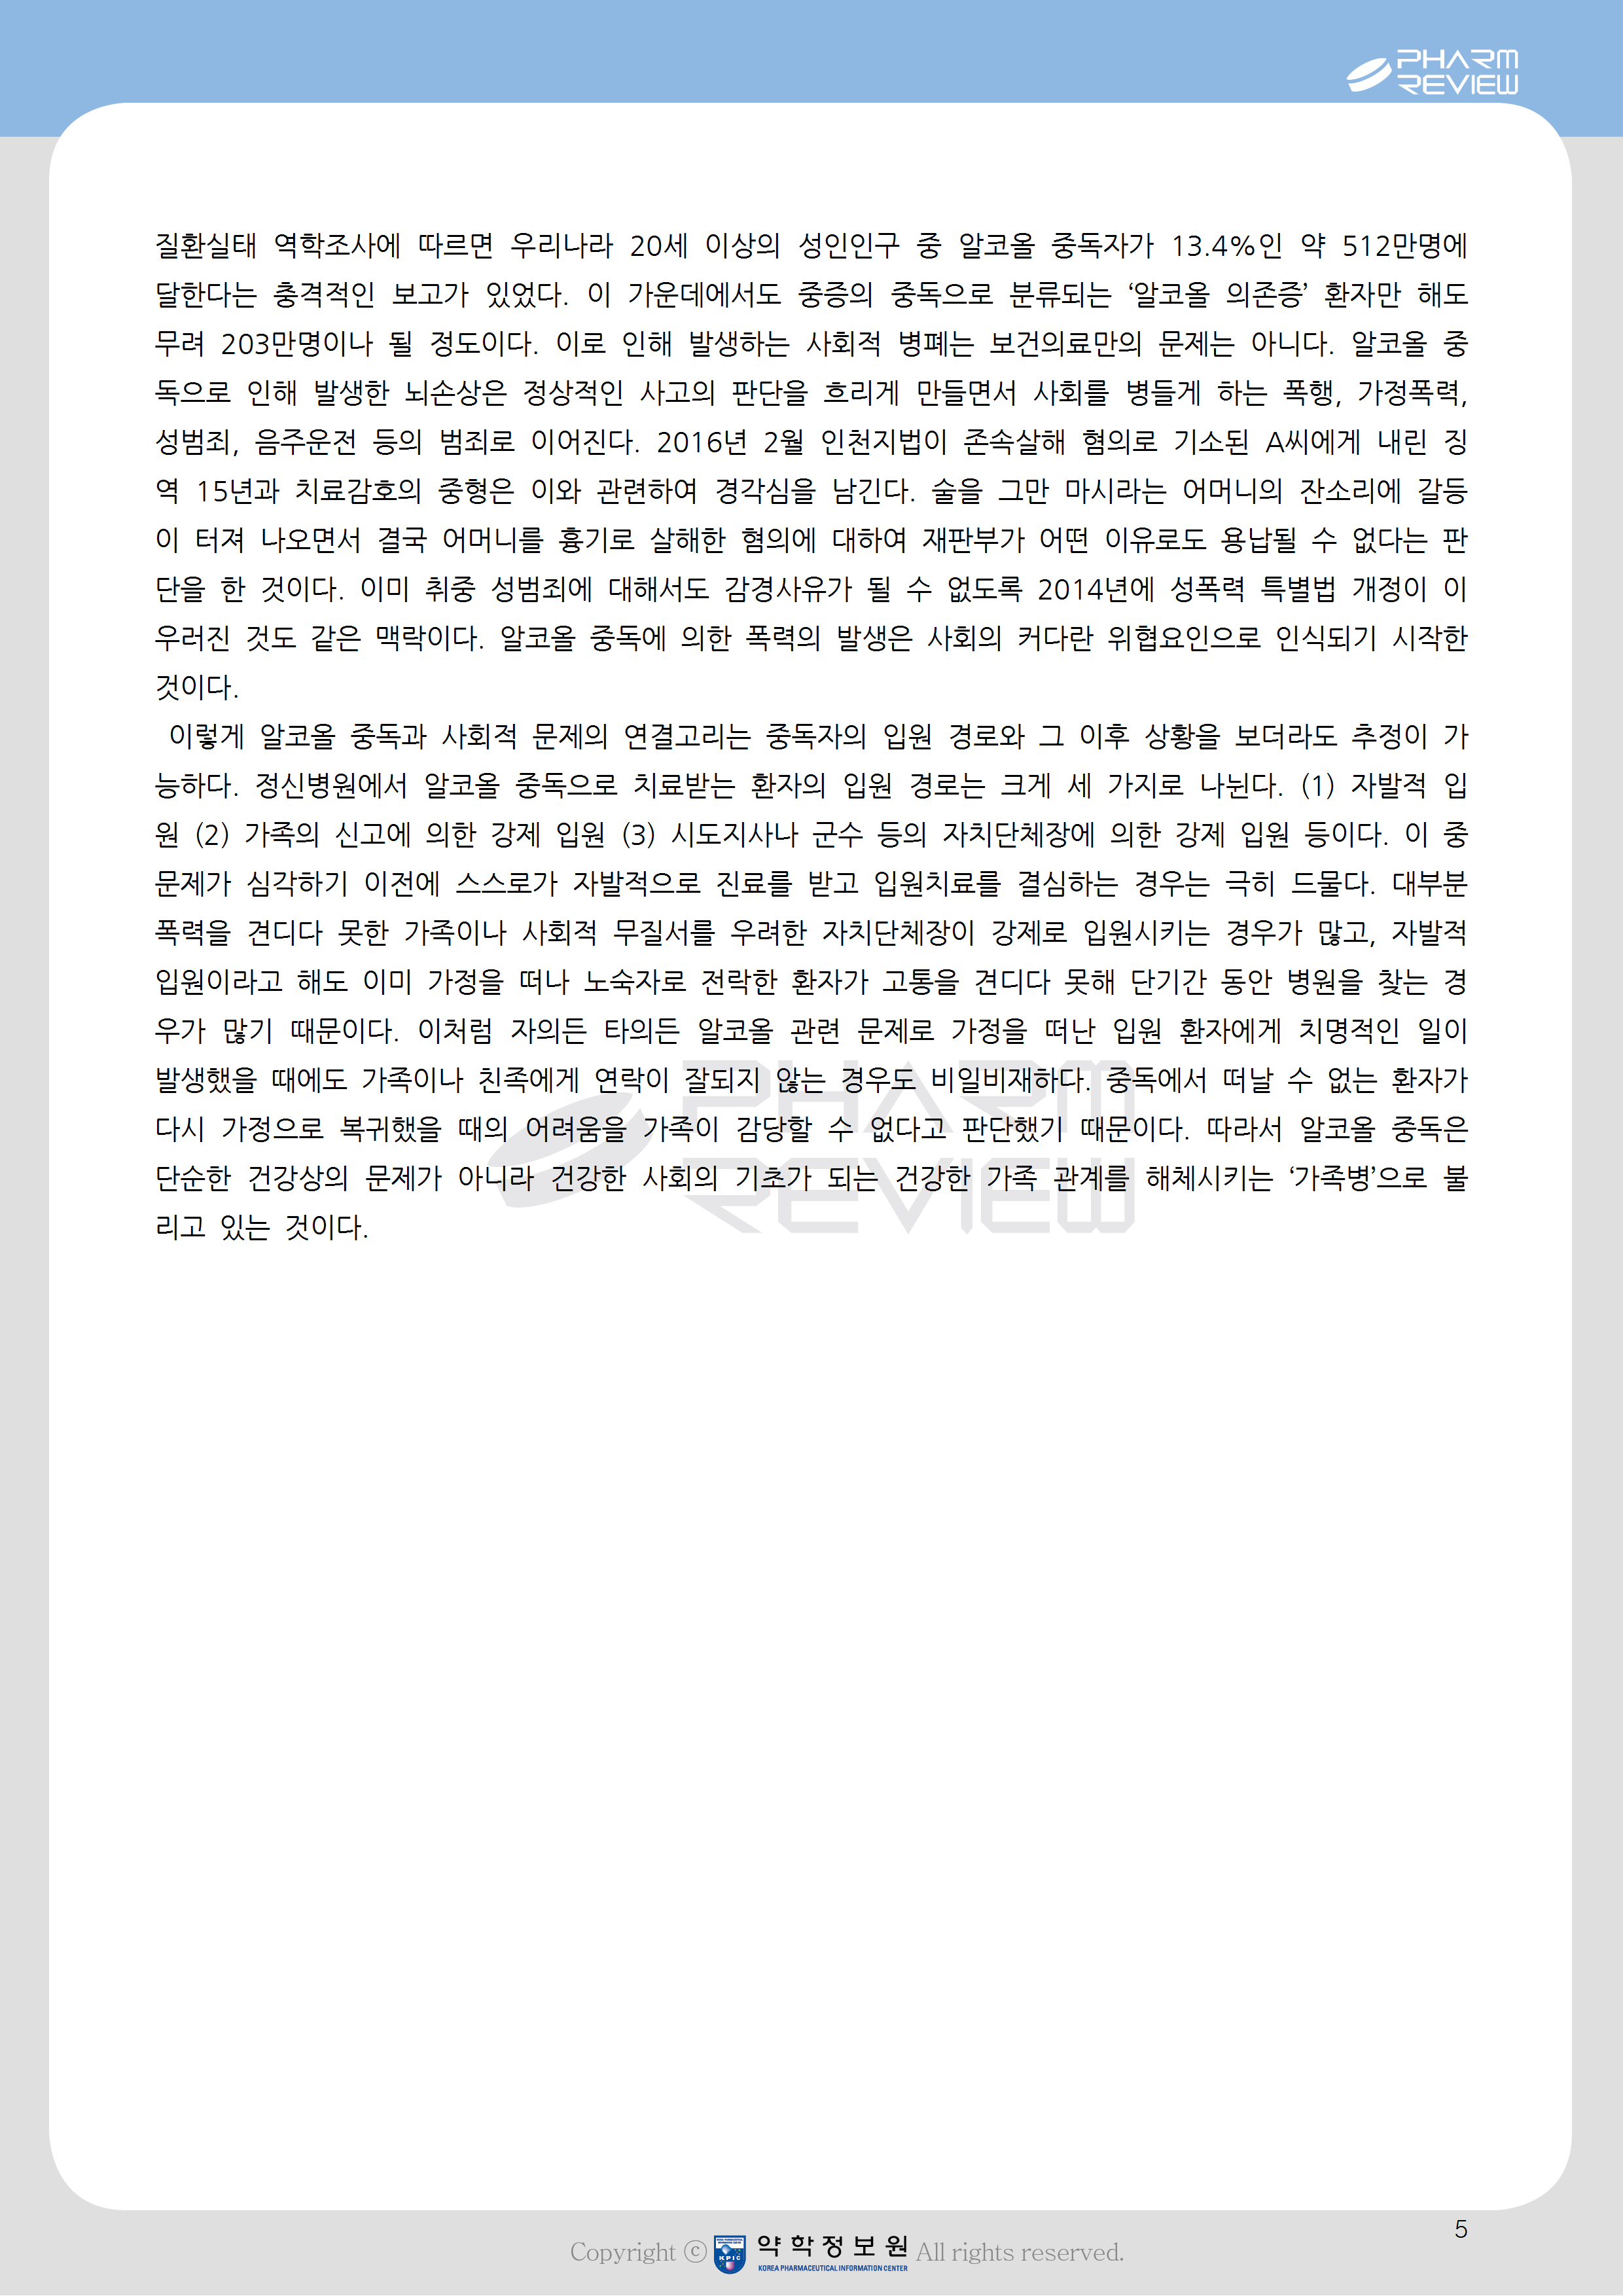 PHARM
REVIEW
질환실태 역학조사에 따르면 우리나라 20세 이상의 성인인구 중 알코올 중독자가 13.4%인 약 512만명에
달한다는 충격적인 보고가 있었다. 이 가운데에서도 중증의 중독으로 분류되는 ‘알코올 의존증’ 환자만 해도
무려 203만명이나 될 정도이다. 이로 인해 발생하는 사회적 병폐는 보건의료만의 문제는 아니다. 알코올 중
독으로 인해 발생한 뇌손상은 정상적인 사고의 판단을 흐리게 만들면서 사회를 병들게 하는 폭행, 가정폭력,
성범죄, 음주운전 등의 범죄로 이어진다. 2016년 2월 인천지법이 존속살해 혐의로 기소된 A씨에게 내린 징
역 15년과 치료감호의 중형은 이와 관련하여 경각심을 남긴다. 술을 그만 마시라는 어머니의 잔소리에 갈등
이 터져 나오면서 결국 어머니를 흉기로 살해한 혐의에 대하여 재판부가 어떤 이유로도 용납될 수 없다는 판
단을 한 것이다. 이미 취중 성범죄에 대해서도 감경사유가 될 수 없도록 2014년에 성폭력 특별법 개정이 이
우러진 것도 같은 맥락이다. 알코올 중독에 의한 폭력의 발생은 사회의 커다란 위협요인으로 인식되기 시작한
것이다.
이렇게 알코올 중독과 사회적 문제의 연결고리는 중독자의 입원 경로와 그 이후 상황을 보더라도 추정이 가
능하다. 정신병원에서 알코올 중독으로 치료받는 환자의 입원 경로는 크게 세 가지로 나뉜다. (1) 자발적 입
원 (2) 가족의 신고에 의한 강제 입원 (3) 시도지사나 군수 등의 자치단체장에 의한 강제 입원 등이다. 이 중
문제가 심각하기 이전에 스스로가 자발적으로 진료를 받고 입원치료를 결심하는 경우는 극히 드물다. 대부분
폭력을 견디다 못한 가족이나 사회적 무질서를 우려한 자치단체장이 강제로 입원시키는 경우가 많고, 자발적
입원이라고 해도 이미 가정을 떠나 노숙자로 전락한 환자가 고통을 견디다 못해 단기간 동안 병원을 찾는 경
우가 많기 때문이다. 이처럼 자의든 타의든 알코올 관련 문제로 가정을 떠난 입원 환자에게 치명적인 일이
발생했을 때에도 가족이나 친족에게 연락이 잘되지 않는 경우도 비일비재하다. 중독에서 떠날 수 없는 환자가
다시 가정으로 복귀했을 때의 어려움을 가족이 감당할 수 없다고 판단했기 때문이다. 따라서 알코올 중독은
단순한 건강상의 문제가 아니라 건강한 사회의 기초가 되는 건강한 가족 관계를 해체시키는 ‘가족병’으로 불
리고 있는 것이다.
PHARM
REVIEW
5
Copyright ⓒ KPIC 약학정보원 All rights reserved.
KOREA PHARMACEUTICAL INFORMATION CENTER